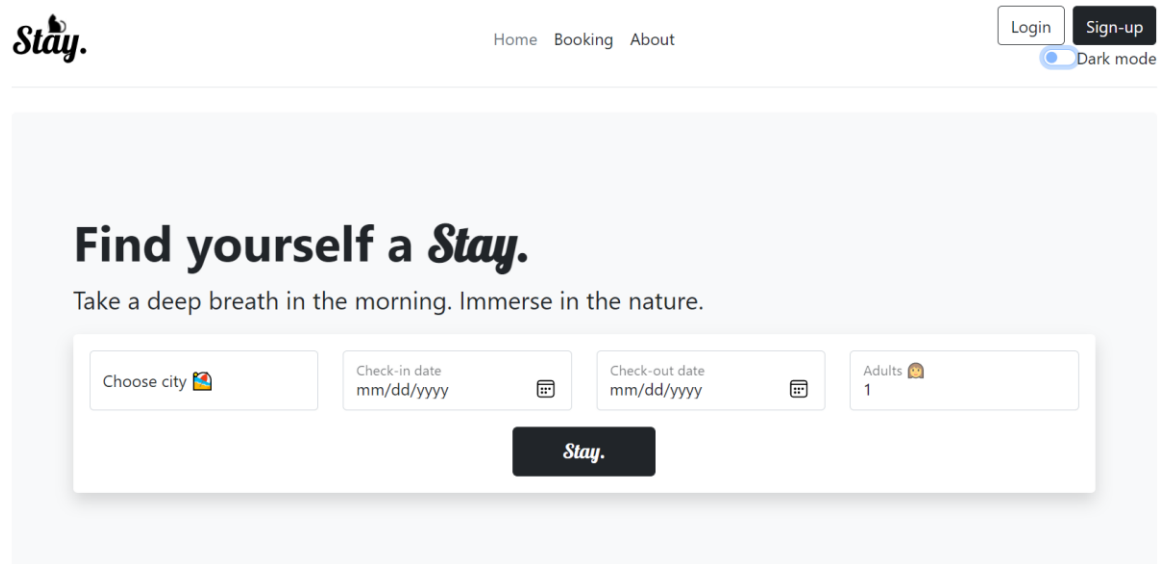 Stay.
Home Booking About
Login Sign-up
Dark mode
Find yourself a Stay.
Take a deep breath in the morning. Immerse in the nature.
Choose city 🏖️
Check-in date
mm/dd/yyyy
Check-out date
mm/dd/yyyy
Adults 👩
1
Stay.